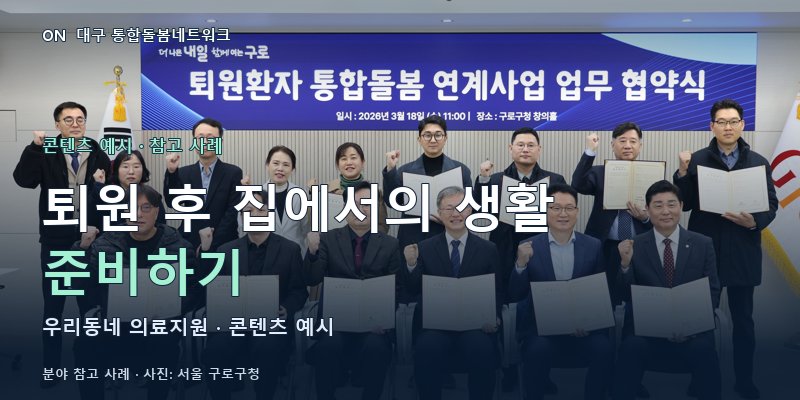 ON 대구 통합돌봄네트워크
더 나은 내일 함께 여는 구로
퇴원환자 통합돌봄 연계사업 업무 협약식
일시 : 2026년 3월 18일 11:00 | 장소 : 구로구청 창의홀
콘텐츠 예시 · 참고 사례
퇴원 후 집에서의 생활
준비하기
우리동네 의료지원 · 콘텐츠 예시
분야 참고 사례 · 사진: 서울 구로구청